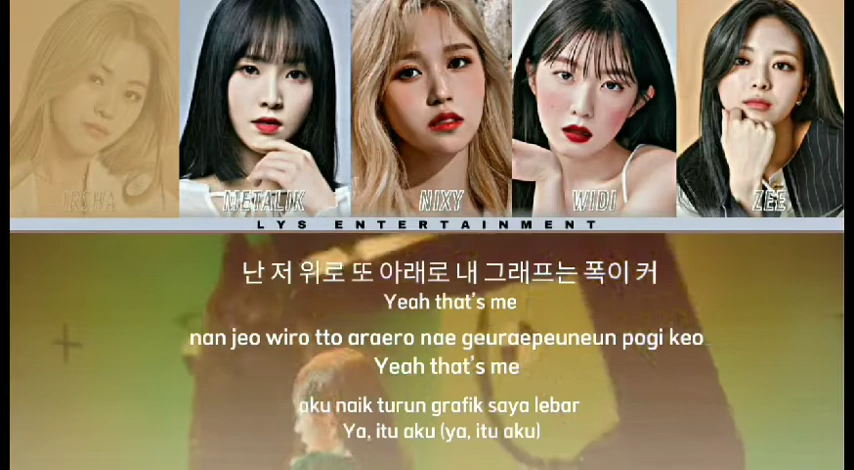 IRSHA
METALIK
NIXY
WIDI
ZEE
LYS ENTERTAINMENT
난 저 위로 또 아래로 내 그래프는 폭이 커
Yeah that's me
nan jeo wiro tto araero nae geuraepeuneun pogi keo
Yeah that's me
aku naik turun grafik saya lebar
Ya, itu aku (ya, itu aku)